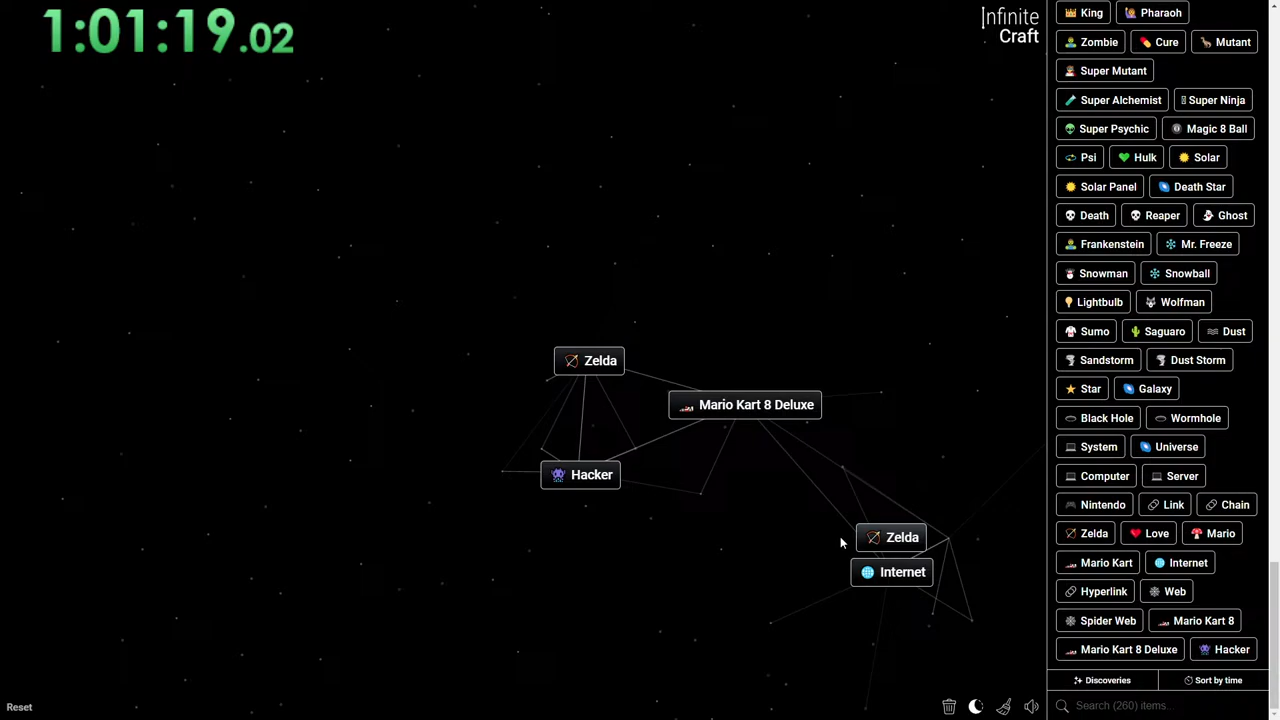 1:01:19.02
Infinite
Craft
King Pharaoh
Zombie Cure Mutant
Super Mutant
Super Alchemist Super Ninja
Super Psychic Magic 8 Ball
Psi Hulk Solar
Solar Panel Death Star
Death Reaper Ghost
Frankenstein Mr. Freeze
Snowman Snowball
Lightbulb Wolfman
Sumo Saguaro Dust
Sandstorm Dust Storm
Star Galaxy
Black Hole Wormhole
System Universe
Computer Server
Nintendo Link Chain
Zelda Love Mario
Mario Kart Internet
Hyperlink Web
Spider Web Mario Kart 8
Mario Kart 8 Deluxe Hacker
Zelda
Mario Kart 8 Deluxe
Hacker
Zelda
Internet
Discoveries Sort by time
Reset
Search (260) items...